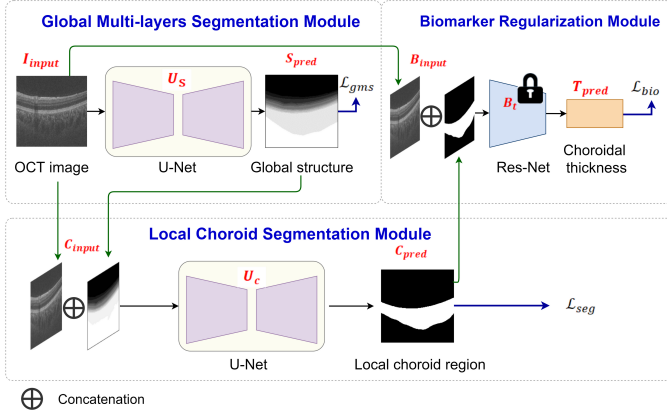 Global Multi-layers Segmentation Module
Biomarker Regularization Module
I_input
U_S
S_pred
L_gms
B_input
B_t
T_pred
L_bio
OCT image
U-Net
Global structure
Res-Net
Choroidal
thickness
Local Choroid Segmentation Module
C_input
U_c
C_pred
L_seg
U-Net
Local choroid region
Concatenation